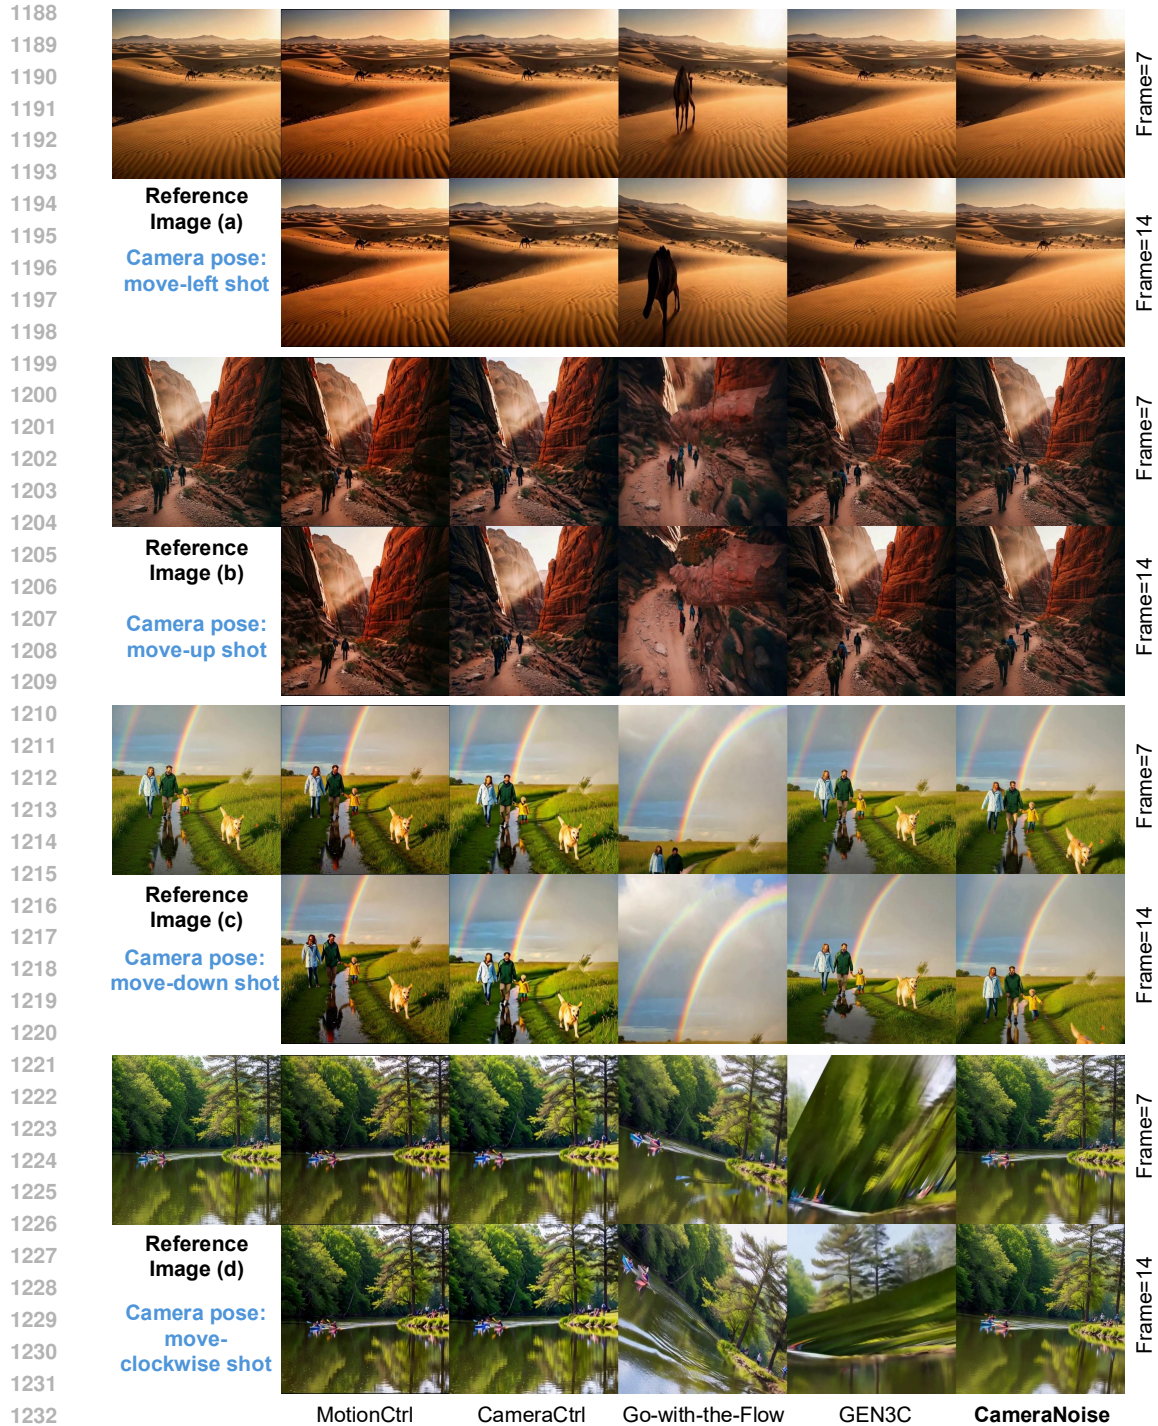 1188
1189
1190
1191
1192
1193
1194
1195
1196
1197
1198
1199
1200
1201
1202
1203
1204
1205
1206
1207
1208
1209
1210
1211
1212
1213
1214
1215
1216
1217
1218
1219
1220
1221
1222
1223
1224
1225
1226
1227
1228
1229
1230
1231
1232
Frame=7
Reference
Image (a)
Camera pose:
move-left shot
Frame=14
Frame=7
Reference
Image (b)
Camera pose:
move-up shot
Frame=14
Frame=7
Reference
Image (c)
Camera pose:
move-down shot
Frame=14
Frame=7
Reference
Image (d)
Camera pose:
move-
clockwise shot
Frame=14
MotionCtrl CameraCtrl Go-with-the-Flow GEN3C CameraNoise